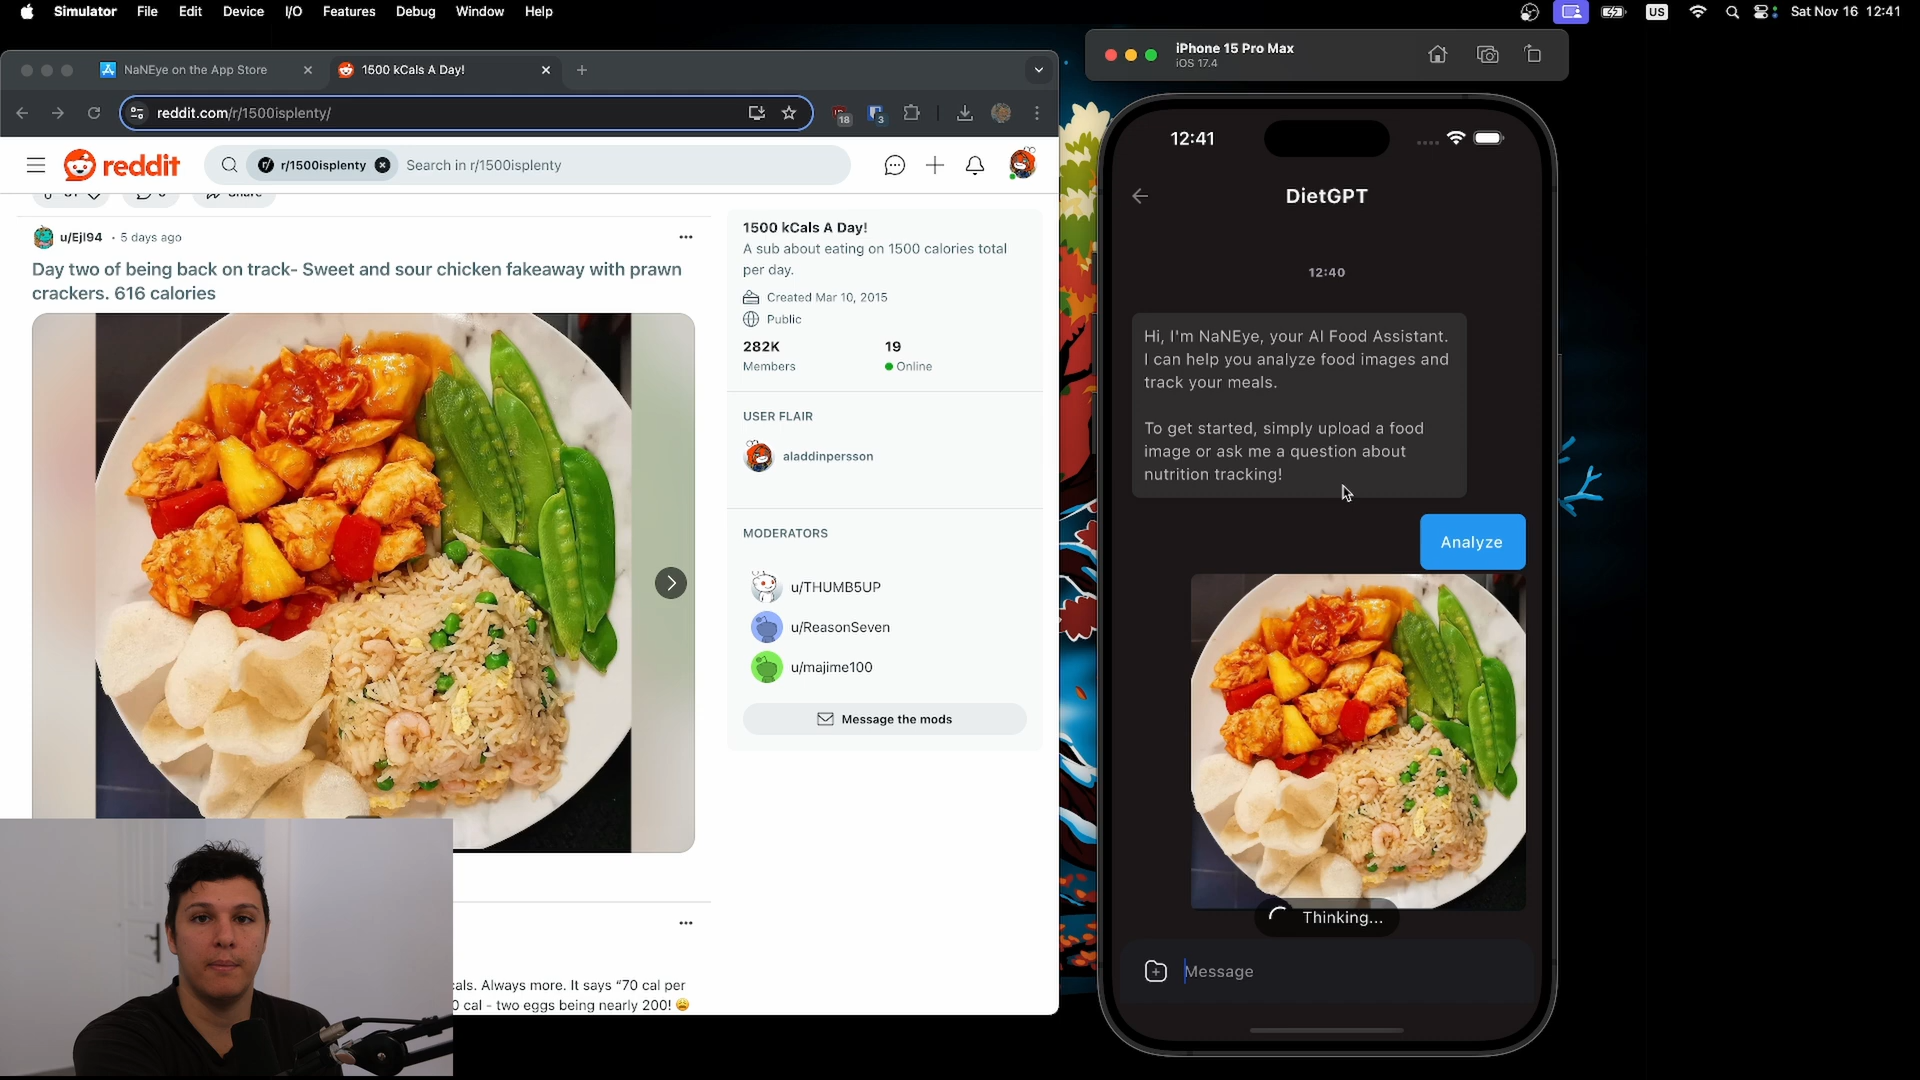 Simulator File Edit Device I/O Features Debug Window Help
US
Sat Nov 16 12:41
NaNEye on the App Store
1500 kCals A Day!
reddit.com/r/1500isplenty/
18
3
reddit
r/1500isplenty
Search in r/1500isplenty
Share
u/Ejl94 • 5 days ago
Day two of being back on track- Sweet and sour chicken fakeaway with prawn
crackers. 616 calories
cals. Always more. It says “70 cal per
0 cal - two eggs being nearly 200! 😩
1500 kCals A Day!
A sub about eating on 1500 calories total
per day.
Created Mar 10, 2015
Public
282K 19
Members Online
USER FLAIR
aladdinpersson
MODERATORS
u/THUMB5UP
u/ReasonSeven
u/majime100
Message the mods
iPhone 15 Pro Max
iOS 17.4
12:41
DietGPT
12:40
Hi, I'm NaNEye, your AI Food Assistant.
I can help you analyze food images and
track your meals.
To get started, simply upload a food
image or ask me a question about
nutrition tracking!
Analyze
Thinking...
Message